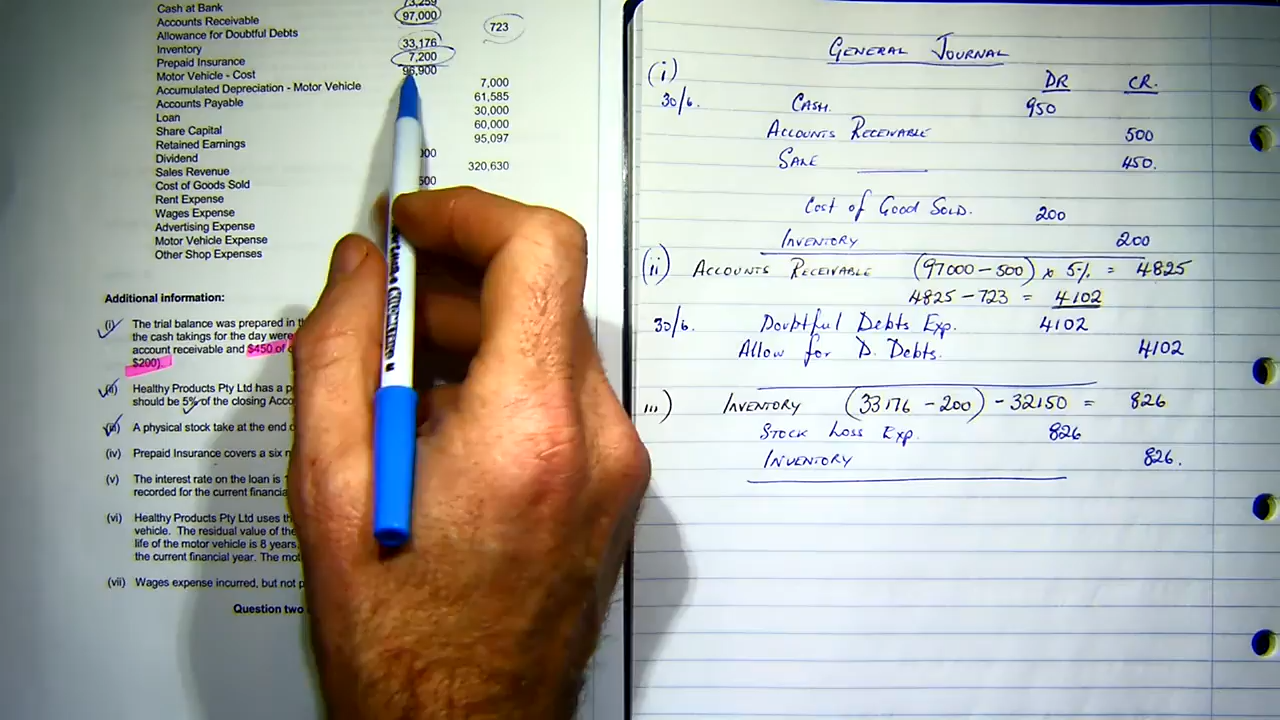 Cash at Bank 73,259
Accounts Receivable 97,000
Allowance for Doubtful Debts 723
Inventory 33,176
Prepaid Insurance 7,200
Motor Vehicle - Cost 96,900
Accumulated Depreciation - Motor Vehicle 7,000
Accounts Payable 61,585
Loan 30,000
Share Capital 60,000
Retained Earnings 95,097
Dividend
Sales Revenue 320,630
Cost of Goods Sold
Rent Expense
Wages Expense
Advertising Expense
Motor Vehicle Expense
Other Shop Expenses
Additional information:
(i) The trial balance was prepared in
the cash takings for the day were
account receivable and $450 of
$200)
(ii) Healthy Products Pty Ltd has a
should be 5% of the closing
(iii) A physical stock take at the end
(iv) Prepaid Insurance covers a six
(v) The interest rate on the loan is
recorded for the current
(vi) Healthy Products Pty Ltd uses
vehicle. The residual value of the
life of the motor vehicle is 8 years
the current financial year. The
(vii) Wages expense incurred, but not
Question two
GENERAL JOURNAL
(i) DR CR.
30/6. CASH. 950
ACCOUNTS RECEIVABLE 500
SALE 450.
Cost of Good SOLD. 200
INVENTORY 200
(ii) ACCOUNTS RECEIVABLE (97000 - 500) x 5% = 4825
4825 - 723 = 4102
30/6. Doubtful Debts Exp. 4102
Allow for D. Debts. 4102
iii) INVENTORY (33176 - 200) - 32150 = 826
STOCK LOSS Exp. 826
INVENTORY 826.